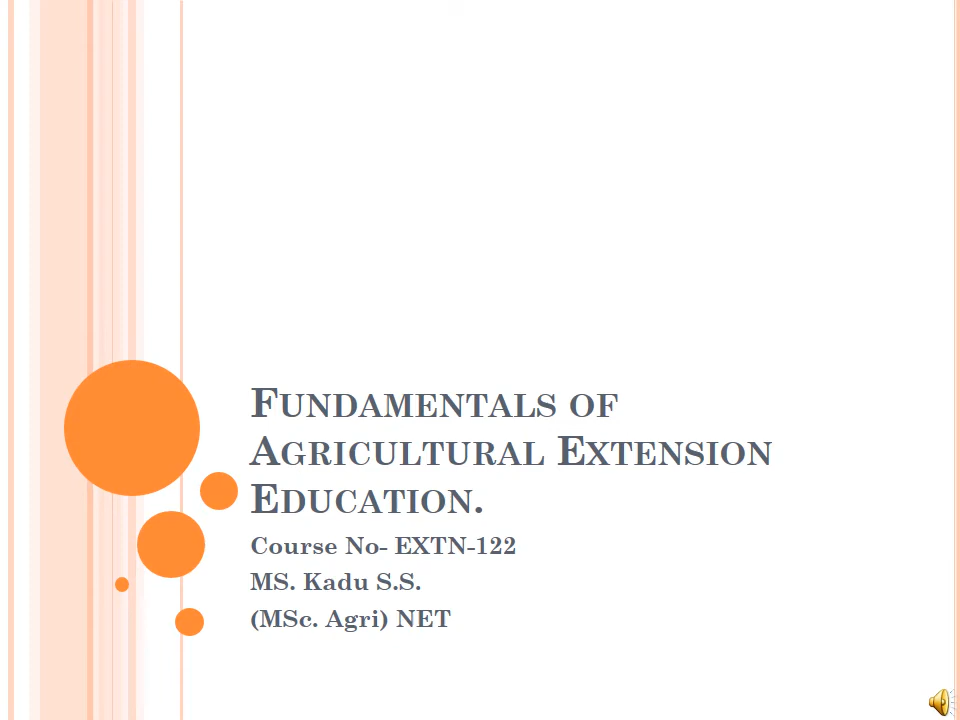 Fundamentals of
Agricultural Extension
Education.
Course No- EXTN-122
MS. Kadu S.S.
(MSc. Agri) NET